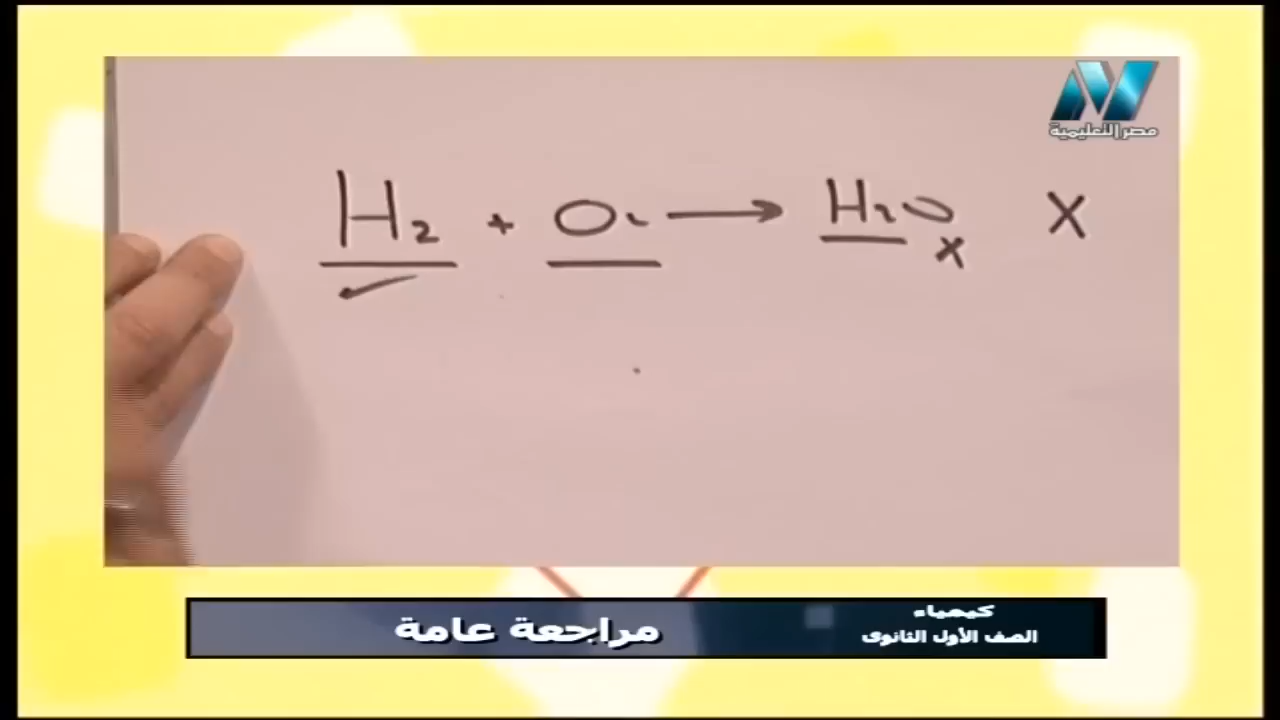 مصر التعليمية
H₂ + O₂ → H₂O X
X
كيمياء
الصف الأول الثانوى
مراجعة عامة